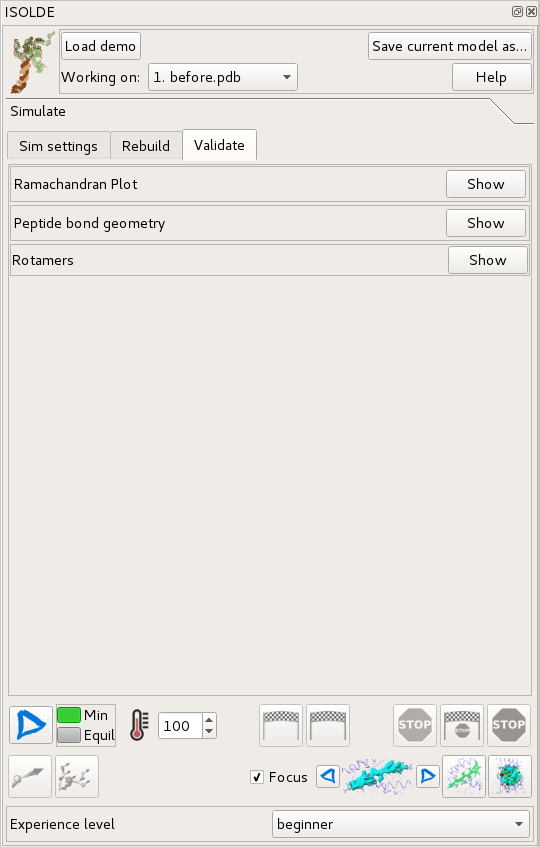 ISOLDE
Load demo
Save current model as...
Working on:
1. before.pdb
Help
Simulate
Sim settings
Rebuild
Validate
Ramachandran Plot
Show
Peptide bond geometry
Show
Rotamers
Show
Min
Equil
100
STOP
STOP
STOP
Focus
Experience level
beginner